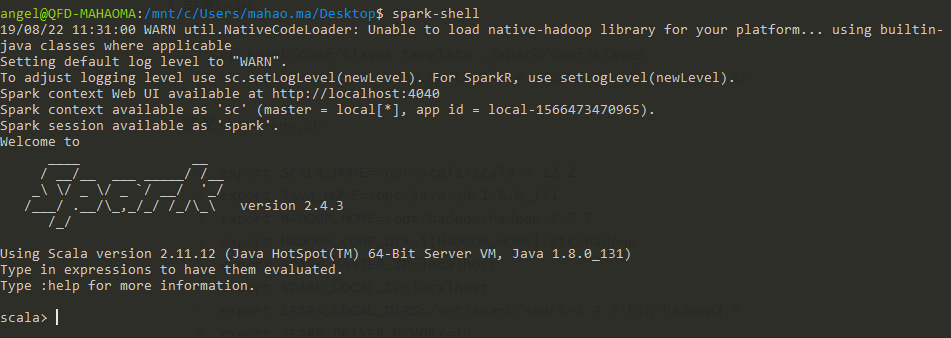 angel@QFD-MAHAOMA:/mnt/c/Users/mahao.ma/Desktop$ spark-shell
19/08/22 11:31:00 WARN util.NativeCodeLoader: Unable to load native-hadoop library for your platform... using builtin-
java classes where applicable
Setting default log level to "WARN".
To adjust logging level use sc.setLogLevel(newLevel). For SparkR, use setLogLevel(newLevel).
Spark context Web UI available at http://localhost:4040
Spark context available as 'sc' (master = local[*], app id = local-1566473470965).
Spark session available as 'spark'.
Welcome to
      ____              __
     / __/__  ___ _____/ /__
    _\ \/ _ \/ _ `/ __/  '_/
   /___/ .__/\_,_/_/ /_/\_\   version 2.4.3
      /_/
Using Scala version 2.11.12 (Java HotSpot(TM) 64-Bit Server VM, Java 1.8.0_131)
Type in expressions to have them evaluated.
Type :help for more information.
scala>